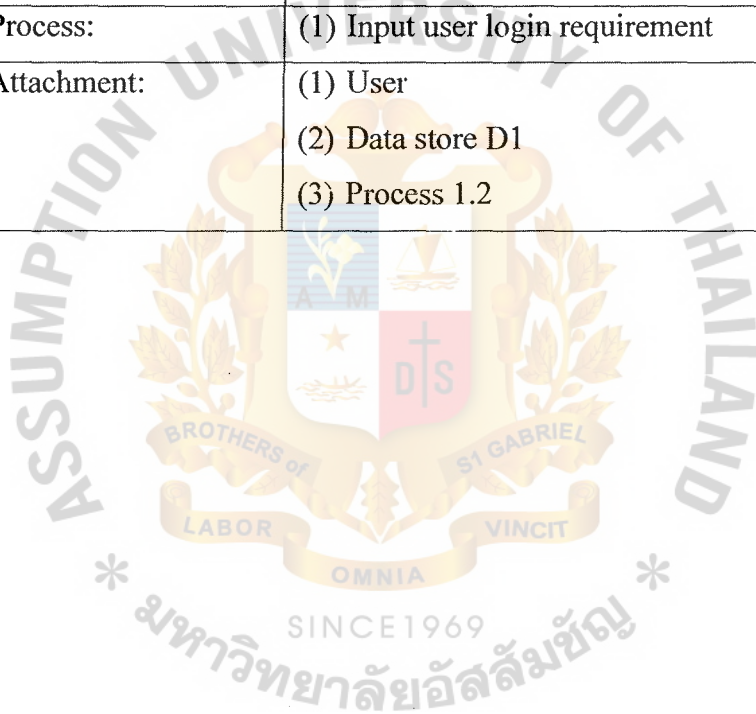 Process: (1) Input user login requirement
Attachment: (1) User
(2) Data store D1
(3) Process 1.2
ASSUMPTION UNIVERSITY OF THAILAND
A M
D S
BROTHERS of S1 GABRIEL
LABOR VINCIT
OMNIA
* SINCE1969 *
มหาวิทยาลัยอัสสัมชัญ